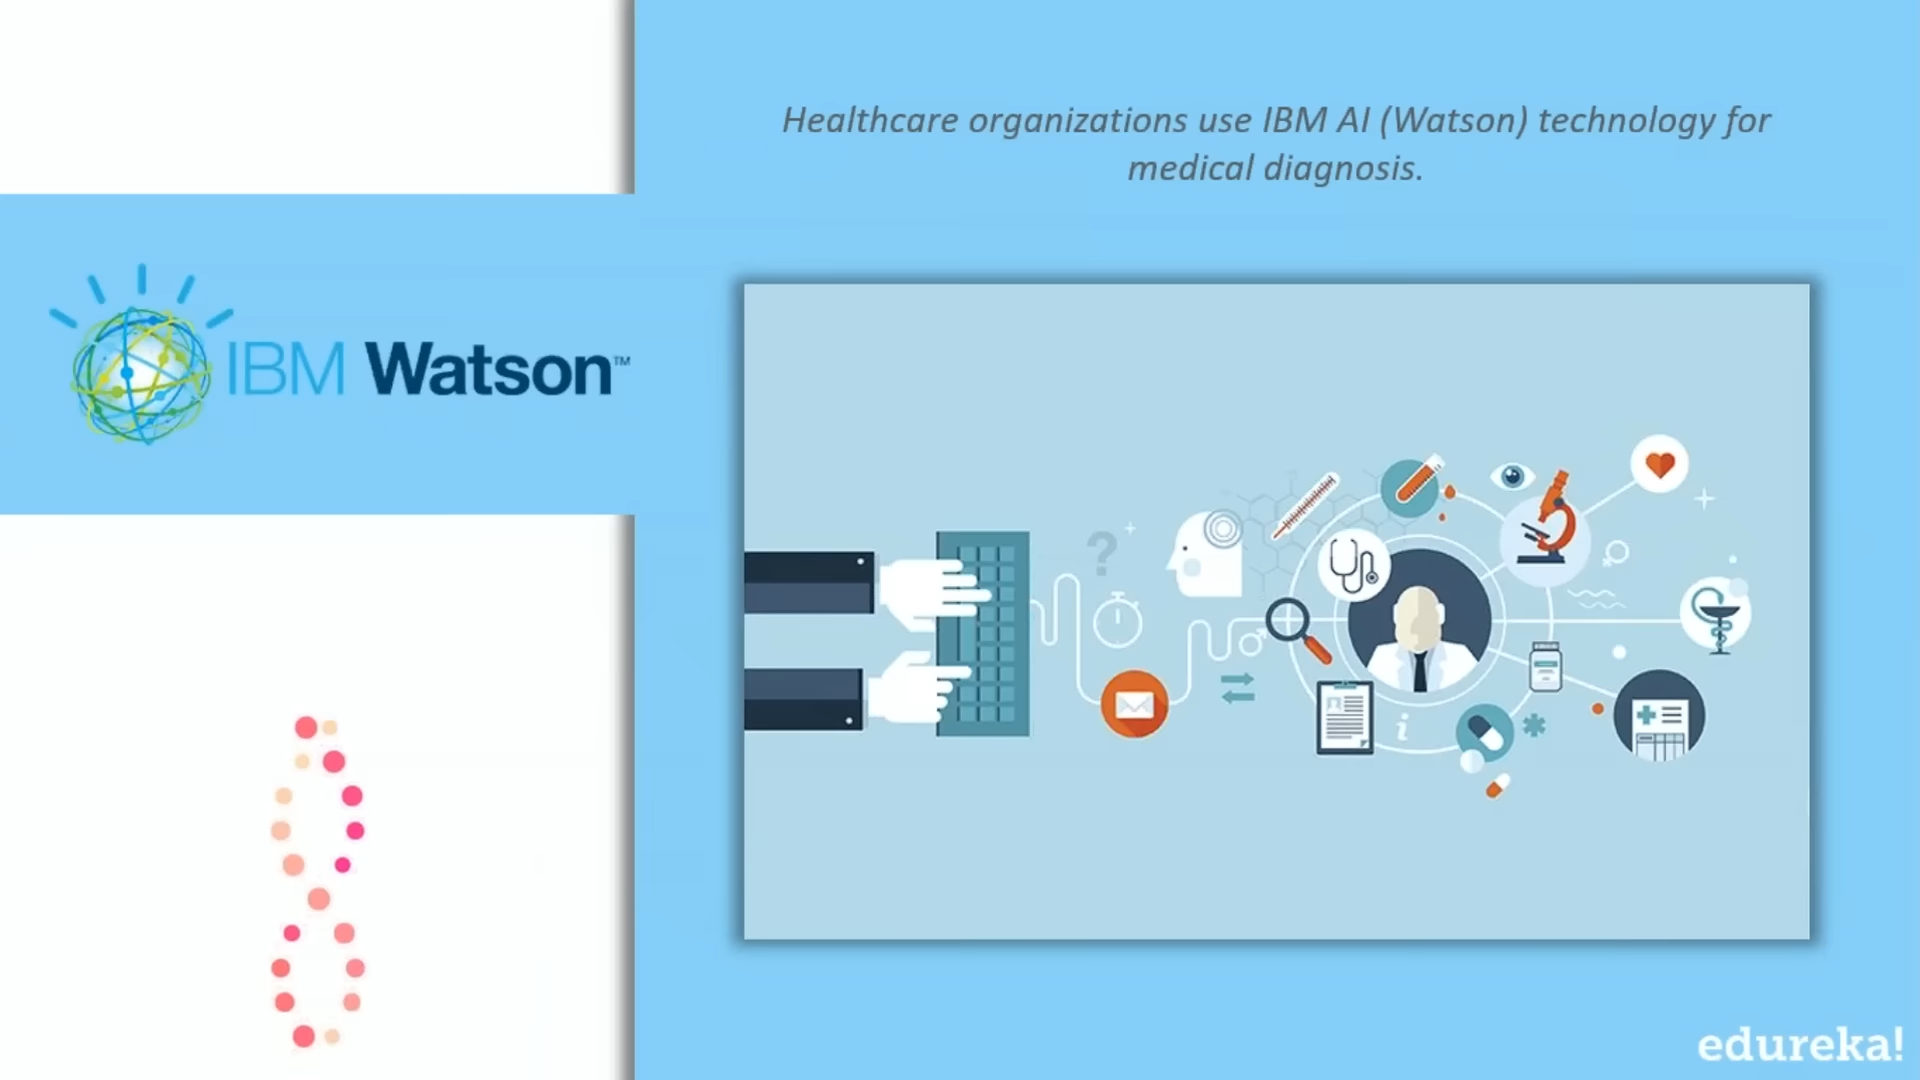 Healthcare organizations use IBM AI (Watson) technology for
medical diagnosis.
IBM Watson™
?
i
edureka!